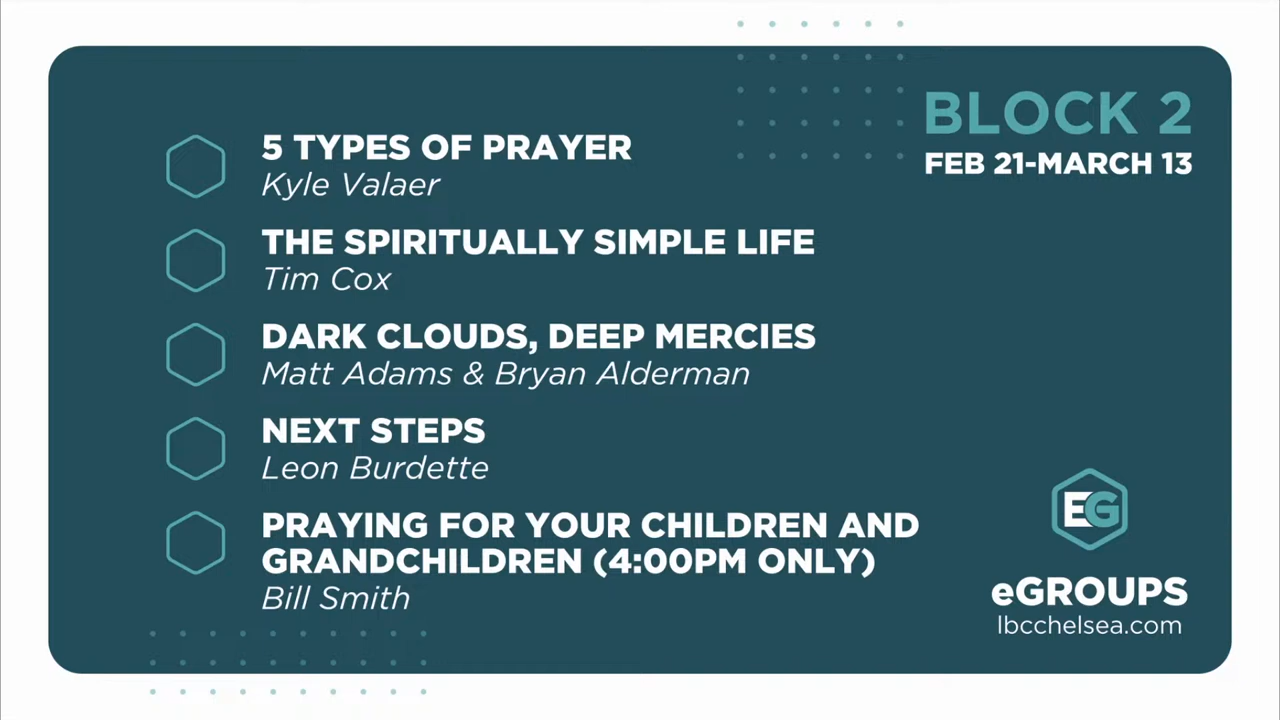 BLOCK 2
FEB 21-MARCH 13
5 TYPES OF PRAYER
Kyle Valaer
THE SPIRITUALLY SIMPLE LIFE
Tim Cox
DARK CLOUDS, DEEP MERCIES
Matt Adams & Bryan Alderman
NEXT STEPS
Leon Burdette
PRAYING FOR YOUR CHILDREN AND
GRANDCHILDREN (4:00PM ONLY)
Bill Smith
EG
eGROUPS
lbcchelsea.com